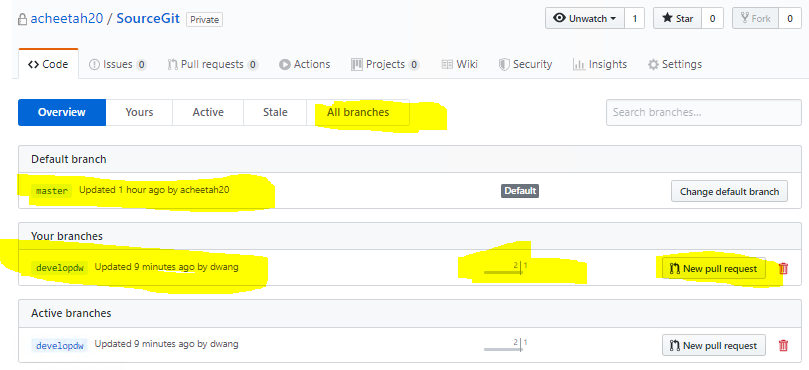 acheetah20 / SourceGit Private Unwatch 1 Star 0 Fork 0
Code Issues 0 Pull requests 0 Actions Projects 0 Wiki Security Insights Settings
Overview Yours Active Stale All branches Search branches...
Default branch
master Updated 1 hour ago by acheetah20 Default Change default branch
Your branches
developdw Updated 9 minutes ago by dwang 2 1 New pull request
Active branches
developdw Updated 9 minutes ago by dwang 2 1 New pull request